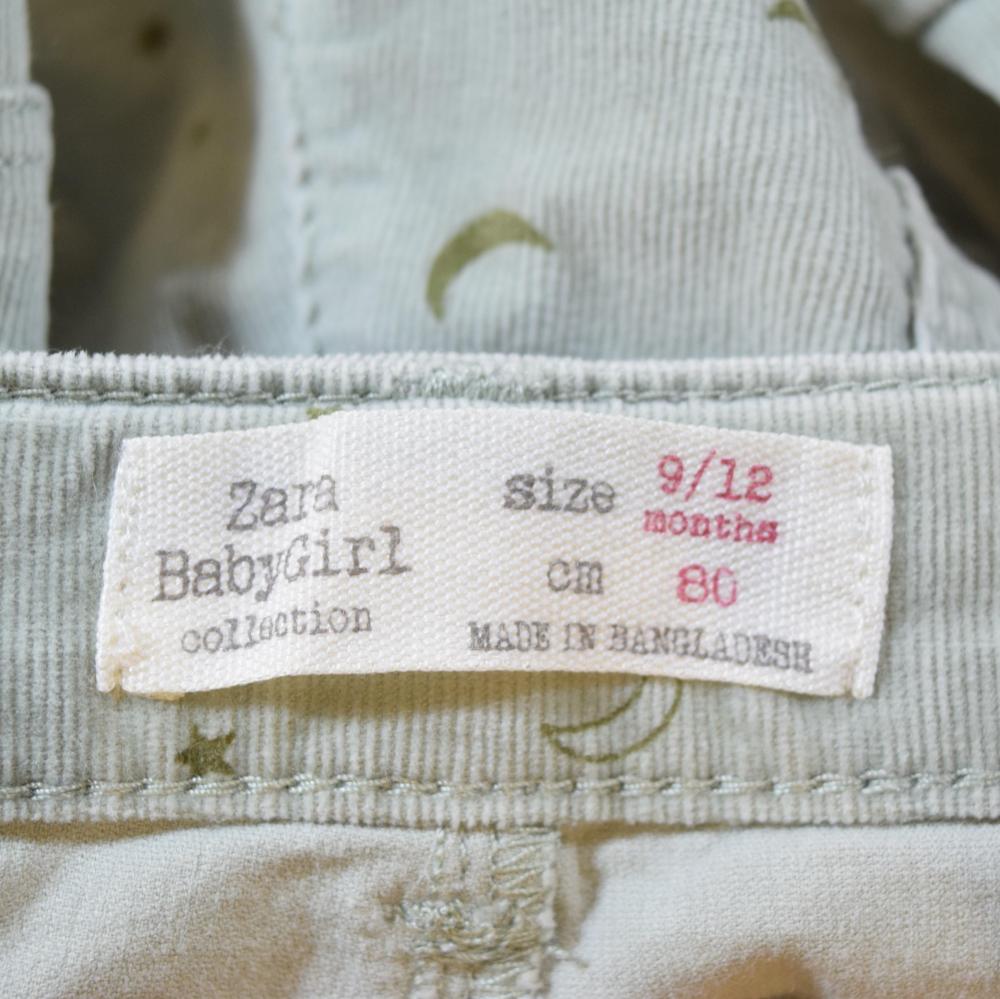 Zara
BabyGirl
collection
size 9/12
months
cm 80
MADE IN BANGLADESH